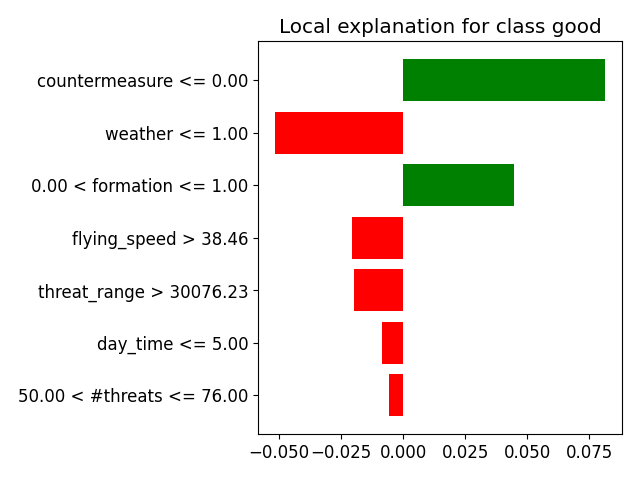 Local explanation for class good
countermeasure <= 0.00
weather <= 1.00
0.00 < formation <= 1.00
flying_speed > 38.46
threat_range > 30076.23
day_time <= 5.00
50.00 < #threats <= 76.00
−0.050 −0.025 0.000 0.025 0.050 0.075